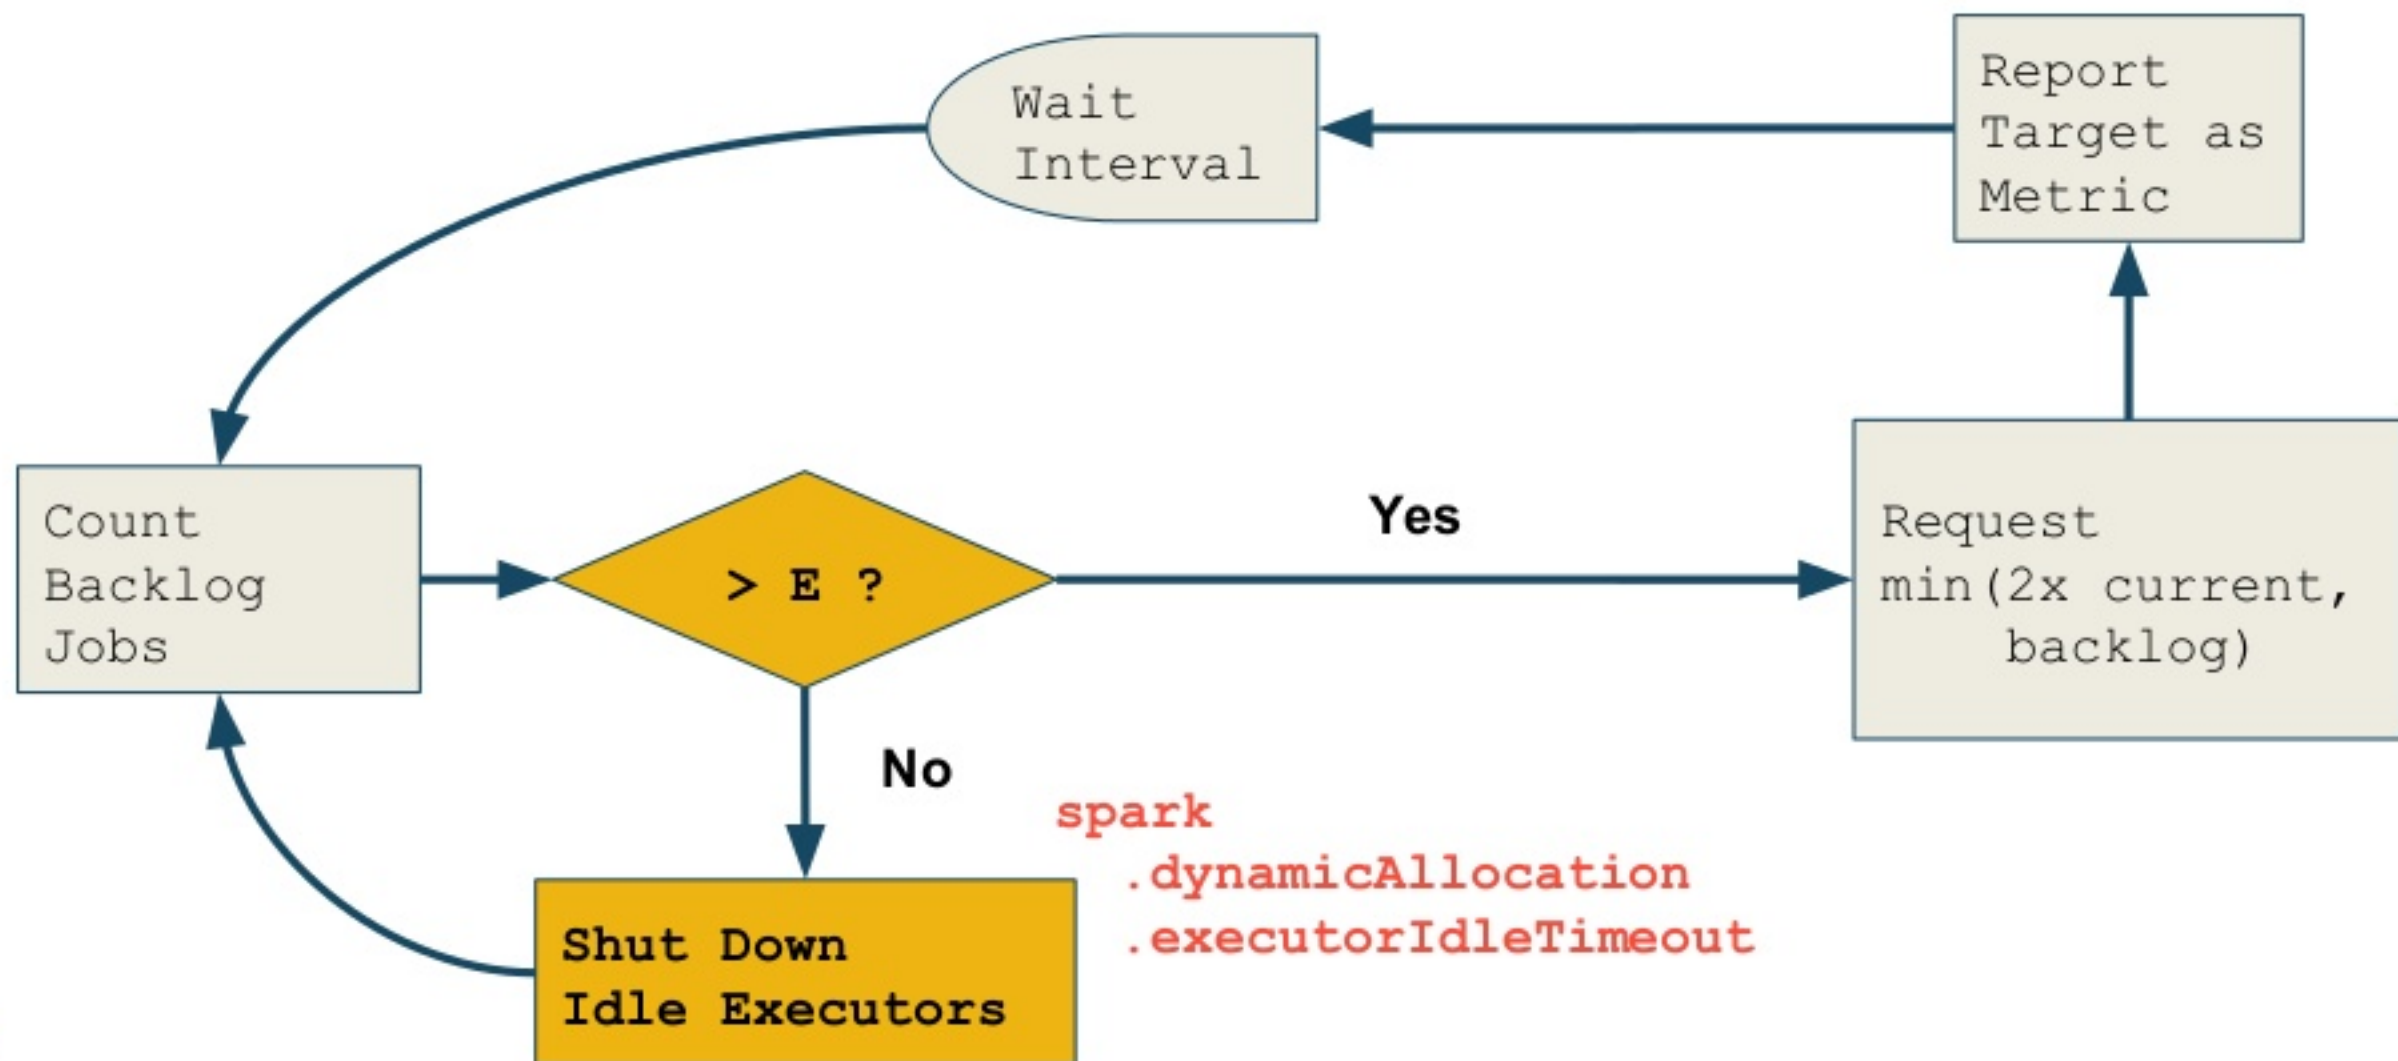 Wait
Interval
Report
Target as
Metric
Count
Backlog
Jobs
> E ?
Yes
Request
min(2x current,
backlog)
No
spark
.dynamicAllocation
.executorIdleTimeout
Shut Down
Idle Executors